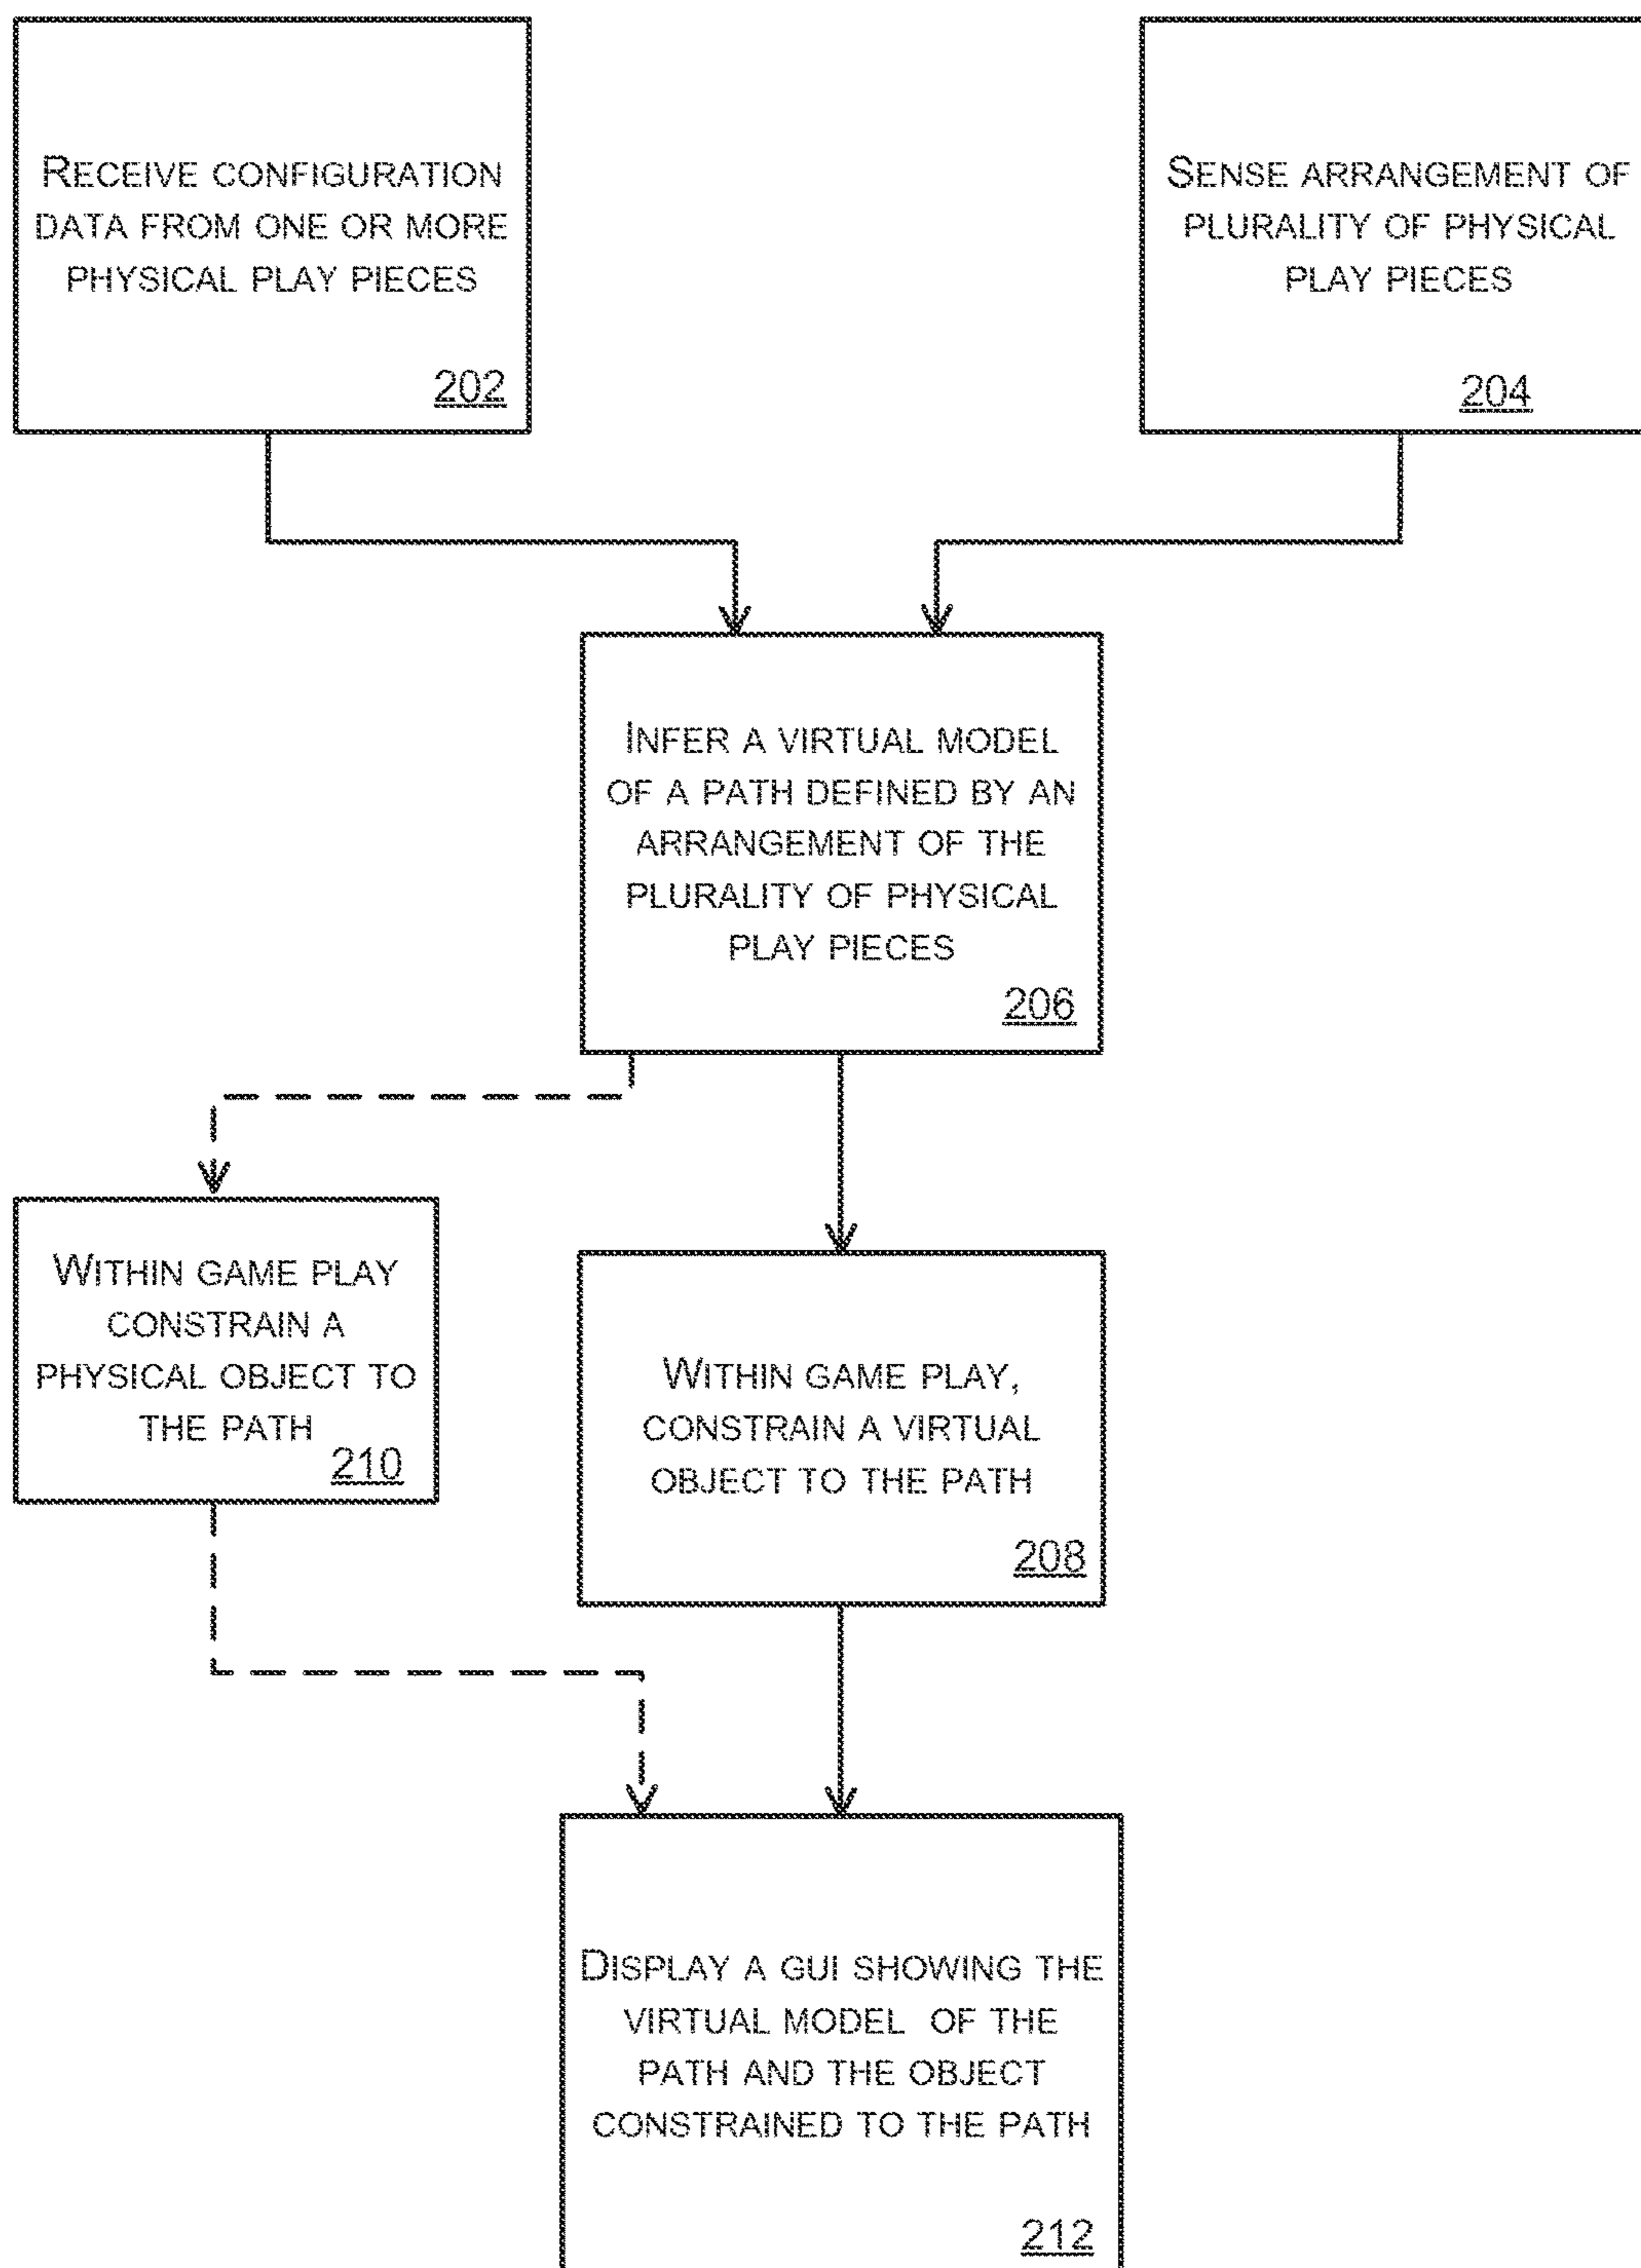 RECEIVE CONFIGURATION
DATA FROM ONE OR MORE
PHYSICAL PLAY PIECES
202
SENSE ARRANGEMENT OF
PLURALITY OF PHYSICAL
PLAY PIECES
204
INFER A VIRTUAL MODEL
OF A PATH DEFINED BY AN
ARRANGEMENT OF THE
PLURALITY OF PHYSICAL
PLAY PIECES
206
WITHIN GAME PLAY
CONSTRAIN A
PHYSICAL OBJECT TO
THE PATH
210
WITHIN GAME PLAY,
CONSTRAIN A VIRTUAL
OBJECT TO THE PATH
208
DISPLAY A GUI SHOWING THE
VIRTUAL MODEL OF THE
PATH AND THE OBJECT
CONSTRAINED TO THE PATH
212